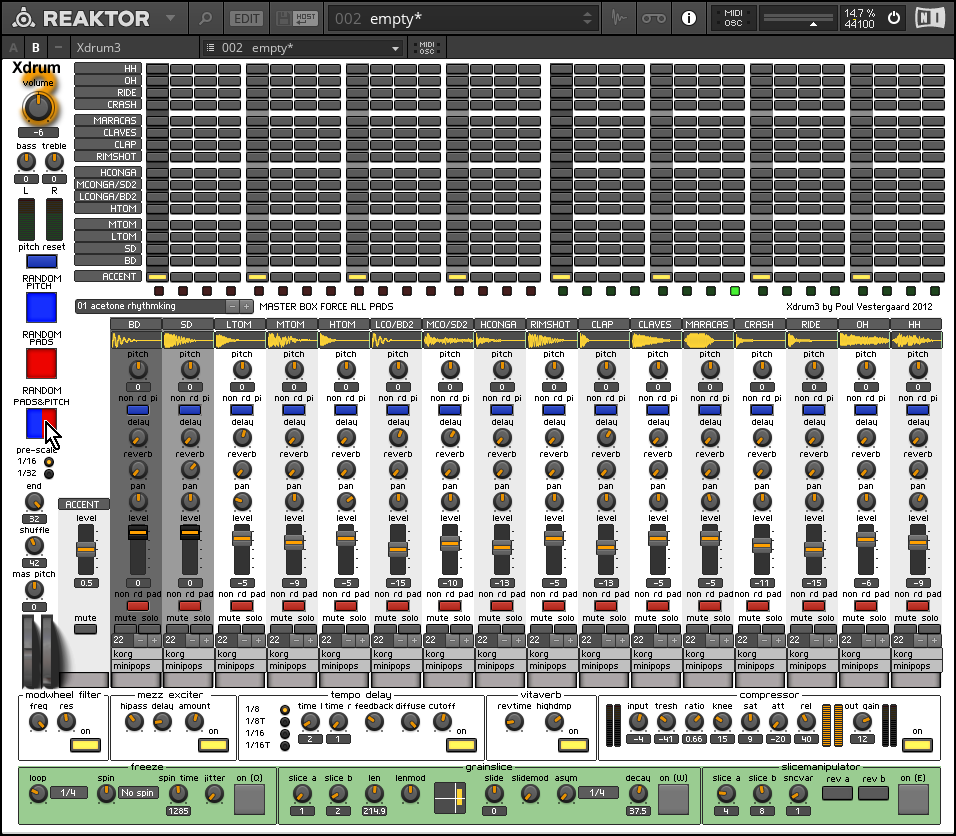 REAKTOR EDIT HOST 002 empty* MIDI OSC 14.7 % 44100 NI
A B Xdrum3 002 empty* MIDI OSC
Xdrum
volume
-6
bass treble
0 0
L R
pitch reset
RANDOM
PITCH
RANDOM
PADS
RANDOM
PADS&PITCH
pre-scale
1/16
1/32
end
32
shuffle
42
mas pitch
0
HH
OH
RIDE
CRASH
MARACAS
CLAVES
CLAP
RIMSHOT
HCONGA
MCONGA/SD2
LCONGA/BD2
HTOM
MTOM
LTOM
SD
BD
ACCENT
01 acetone rhythmking - + MASTER BOX FORCE ALL PADS Xdrum3 by Poul Vestergaard 2012
BD SD LTOM MTOM HTOM LCO/BD2 MCO/SD2 HCONGA RIMSHOT CLAP CLAVES MARACAS CRASH RIDE OH HH
pitch pitch pitch pitch pitch pitch pitch pitch pitch pitch pitch pitch pitch pitch pitch pitch
0 0 0 0 0 0 0 0 0 0 0 0 0 0 0 0
non rd pi non rd pi non rd pi non rd pi non rd pi non rd pi non rd pi non rd pi non rd pi non rd pi non rd pi non rd pi non rd pi non rd pi non rd pi non rd pi
delay delay delay delay delay delay delay delay delay delay delay delay delay delay delay delay
reverb reverb reverb reverb reverb reverb reverb reverb reverb reverb reverb reverb reverb reverb reverb reverb
pan pan pan pan pan pan pan pan pan pan pan pan pan pan pan pan
ACCENT
level level level level level level level level level level level level level level level level level
0.5 0 0 -5 -9 -5 -15 -10 -13 -5 -13 -5 -5 -11 -15 -6 -9
non rd pad non rd pad non rd pad non rd pad non rd pad non rd pad non rd pad non rd pad non rd pad non rd pad non rd pad non rd pad non rd pad non rd pad non rd pad non rd pad
mute mute solo mute solo mute solo mute solo mute solo mute solo mute solo mute solo mute solo mute solo mute solo mute solo mute solo mute solo mute solo mute solo
22 - + 22 - + 22 - + 22 - + 22 - + 22 - + 22 - + 22 - + 22 - + 22 - + 22 - + 22 - + 22 - + 22 - + 22 - + 22 - +
korg korg korg korg korg korg korg korg korg korg korg korg korg korg korg korg
minipops minipops minipops minipops minipops minipops minipops minipops minipops minipops minipops minipops minipops minipops minipops minipops
modwheel filter mezz exciter tempo delay vitaverb compressor
freq res hipass delay amount 1/8 time l time r feedback diffuse cutoff revtime highdmp input tresh ratio knee sat att rel out gain
1/8T
on on 1/16 on on on
1/16T 2 1 -4 -41 0.66 15 9 -20 40 12
freeze grainslice slicemanipulator
loop spin spin time jitter on (Q) slice a slice b len lenmod slide slidemod asym decay on (W) slice a slice b sncvar rev a rev b on (E)
1/4 No spin 1/4
1285 1 2 214.9 0 37.5 4 8 1